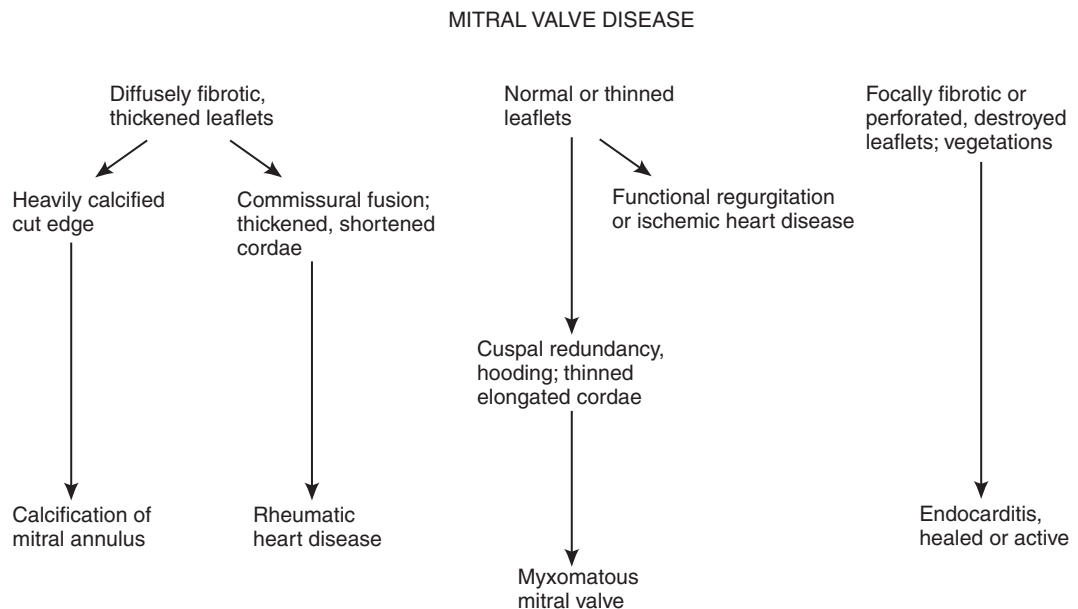 MITRAL VALVE DISEASE
Diffusely fibrotic,
thickened leaflets
Normal or thinned
leaflets
Focally fibrotic or
perforated, destroyed
leaflets; vegetations
Heavily calcified
cut edge
Commissural fusion;
thickened, shortened
cordae
Functional regurgitation
or ischemic heart disease
Cuspal redundancy,
hooding; thinned
elongated cordae
Calcification of
mitral annulus
Rheumatic
heart disease
Endocarditis,
healed or active
Myxomatous
mitral valve